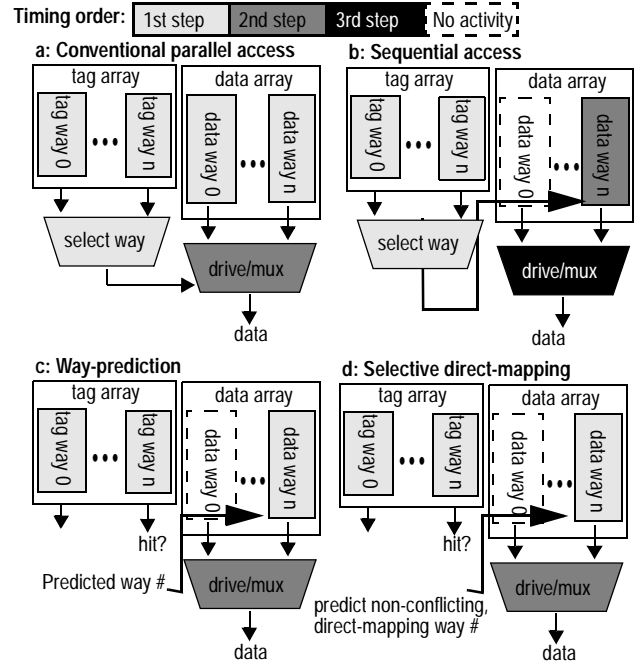 Timing order: 1st step 2nd step 3rd step No activity
a: Conventional parallel access
tag array
data array
tag way 0
•••
tag way n
data way 0
•••
data way n
select way
drive/mux
data
b: Sequential access
tag array
data array
tag way 0
•••
tag way n
data way 0
•••
data way n
select way
drive/mux
data
c: Way-prediction
tag array
data array
tag way 0
•••
tag way n
data way 0
•••
data way n
hit?
Predicted way #
drive/mux
data
d: Selective direct-mapping
tag array
data array
tag way 0
•••
tag way n
data way 0
•••
data way n
hit?
predict non-conflicting,
direct-mapping way #
drive/mux
data